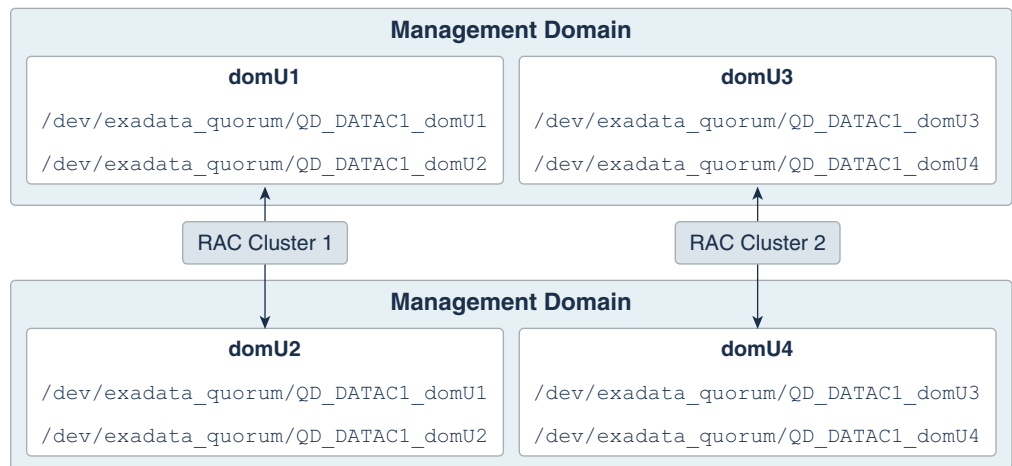 Management Domain
domU1
/dev/exadata_quorum/QD_DATAC1_domU1
/dev/exadata_quorum/QD_DATAC1_domU2
domU3
/dev/exadata_quorum/QD_DATAC1_domU3
/dev/exadata_quorum/QD_DATAC1_domU4
RAC Cluster 1
RAC Cluster 2
Management Domain
domU2
/dev/exadata_quorum/QD_DATAC1_domU1
/dev/exadata_quorum/QD_DATAC1_domU2
domU4
/dev/exadata_quorum/QD_DATAC1_domU3
/dev/exadata_quorum/QD_DATAC1_domU4